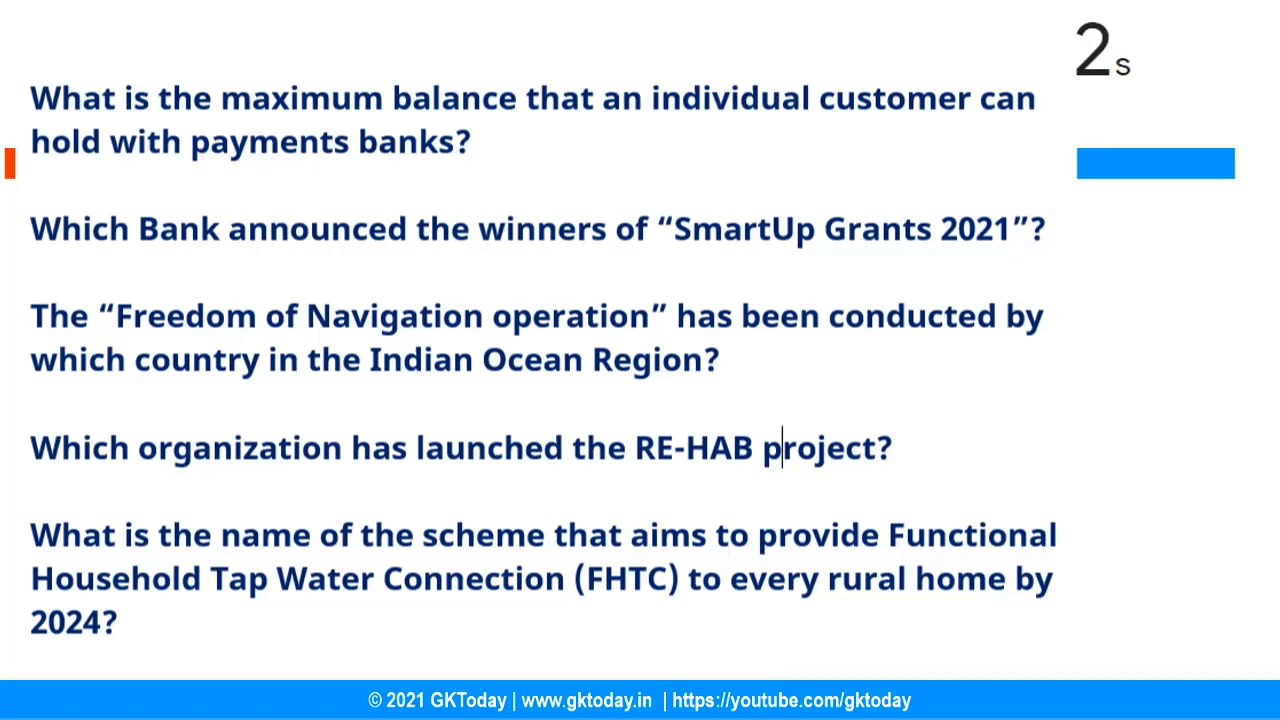 2s
What is the maximum balance that an individual customer can
hold with payments banks?
Which Bank announced the winners of “SmartUp Grants 2021”?
The “Freedom of Navigation operation” has been conducted by
which country in the Indian Ocean Region?
Which organization has launched the RE-HAB project?
What is the name of the scheme that aims to provide Functional
Household Tap Water Connection (FHTC) to every rural home by
2024?
© 2021 GKToday | www.gktoday.in | https://youtube.com/gktoday